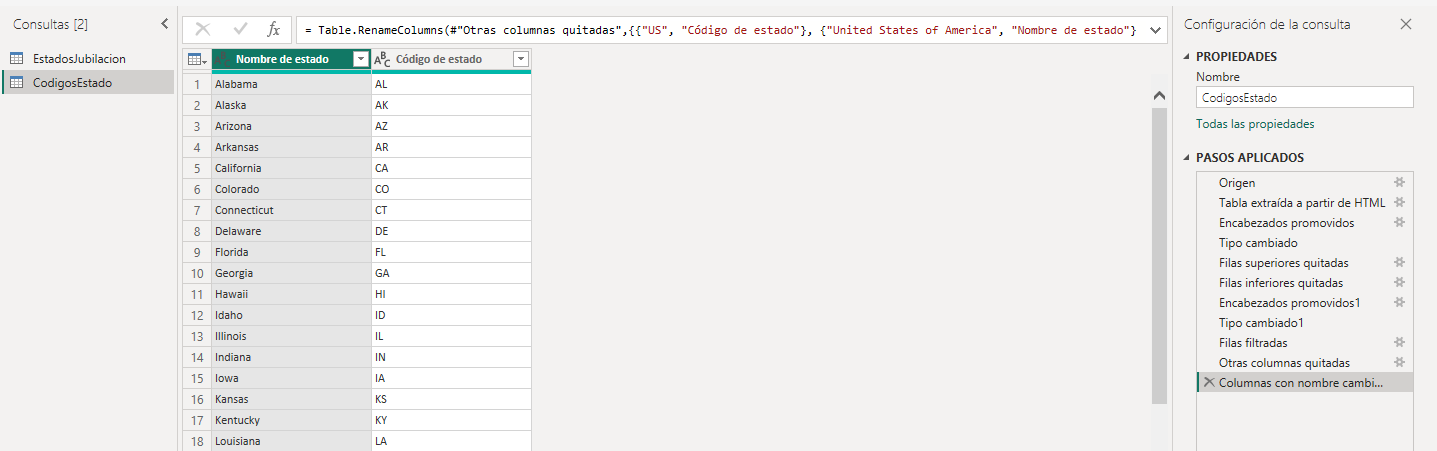 Consultas [2]
EstadosJubilacion
CodigosEstado
fx
= Table.RenameColumns(#"Otras columnas quitadas",{{"US", "Código de estado"}, {"United States of America", "Nombre de estado"}
Nombre de estado
ABC Código de estado
1 Alabama AL
2 Alaska AK
3 Arizona AZ
4 Arkansas AR
5 California CA
6 Colorado CO
7 Connecticut CT
8 Delaware DE
9 Florida FL
10 Georgia GA
11 Hawaii HI
12 Idaho ID
13 Illinois IL
14 Indiana IN
15 Iowa IA
16 Kansas KS
17 Kentucky KY
18 Louisiana LA
Configuración de la consulta
PROPIEDADES
Nombre
CodigosEstado
Todas las propiedades
PASOS APLICADOS
Origen
Tabla extraída a partir de HTML
Encabezados promovidos
Tipo cambiado
Filas superiores quitadas
Filas inferiores quitadas
Encabezados promovidos1
Tipo cambiado1
Filas filtradas
Otras columnas quitadas
Columnas con nombre cambi...